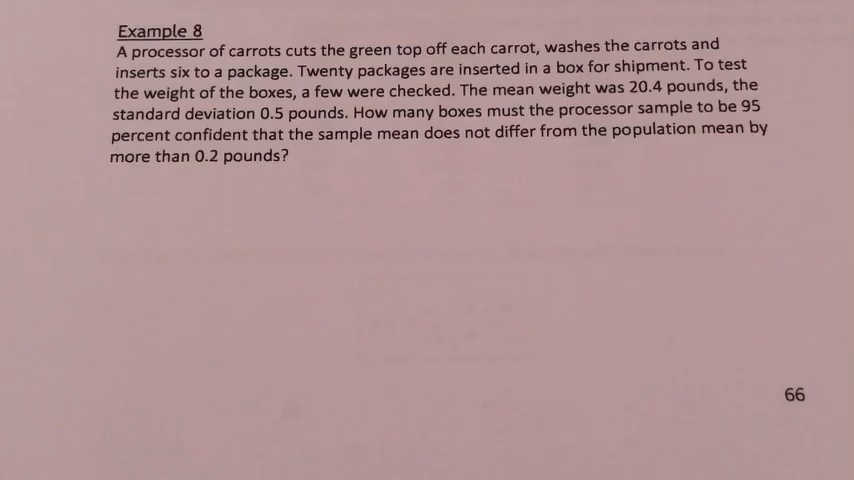 Example 8
A processor of carrots cuts the green top off each carrot, washes the carrots and
inserts six to a package. Twenty packages are inserted in a box for shipment. To test
the weight of the boxes, a few were checked. The mean weight was 20.4 pounds, the
standard deviation 0.5 pounds. How many boxes must the processor sample to be 95
percent confident that the sample mean does not differ from the population mean by
more than 0.2 pounds?
66